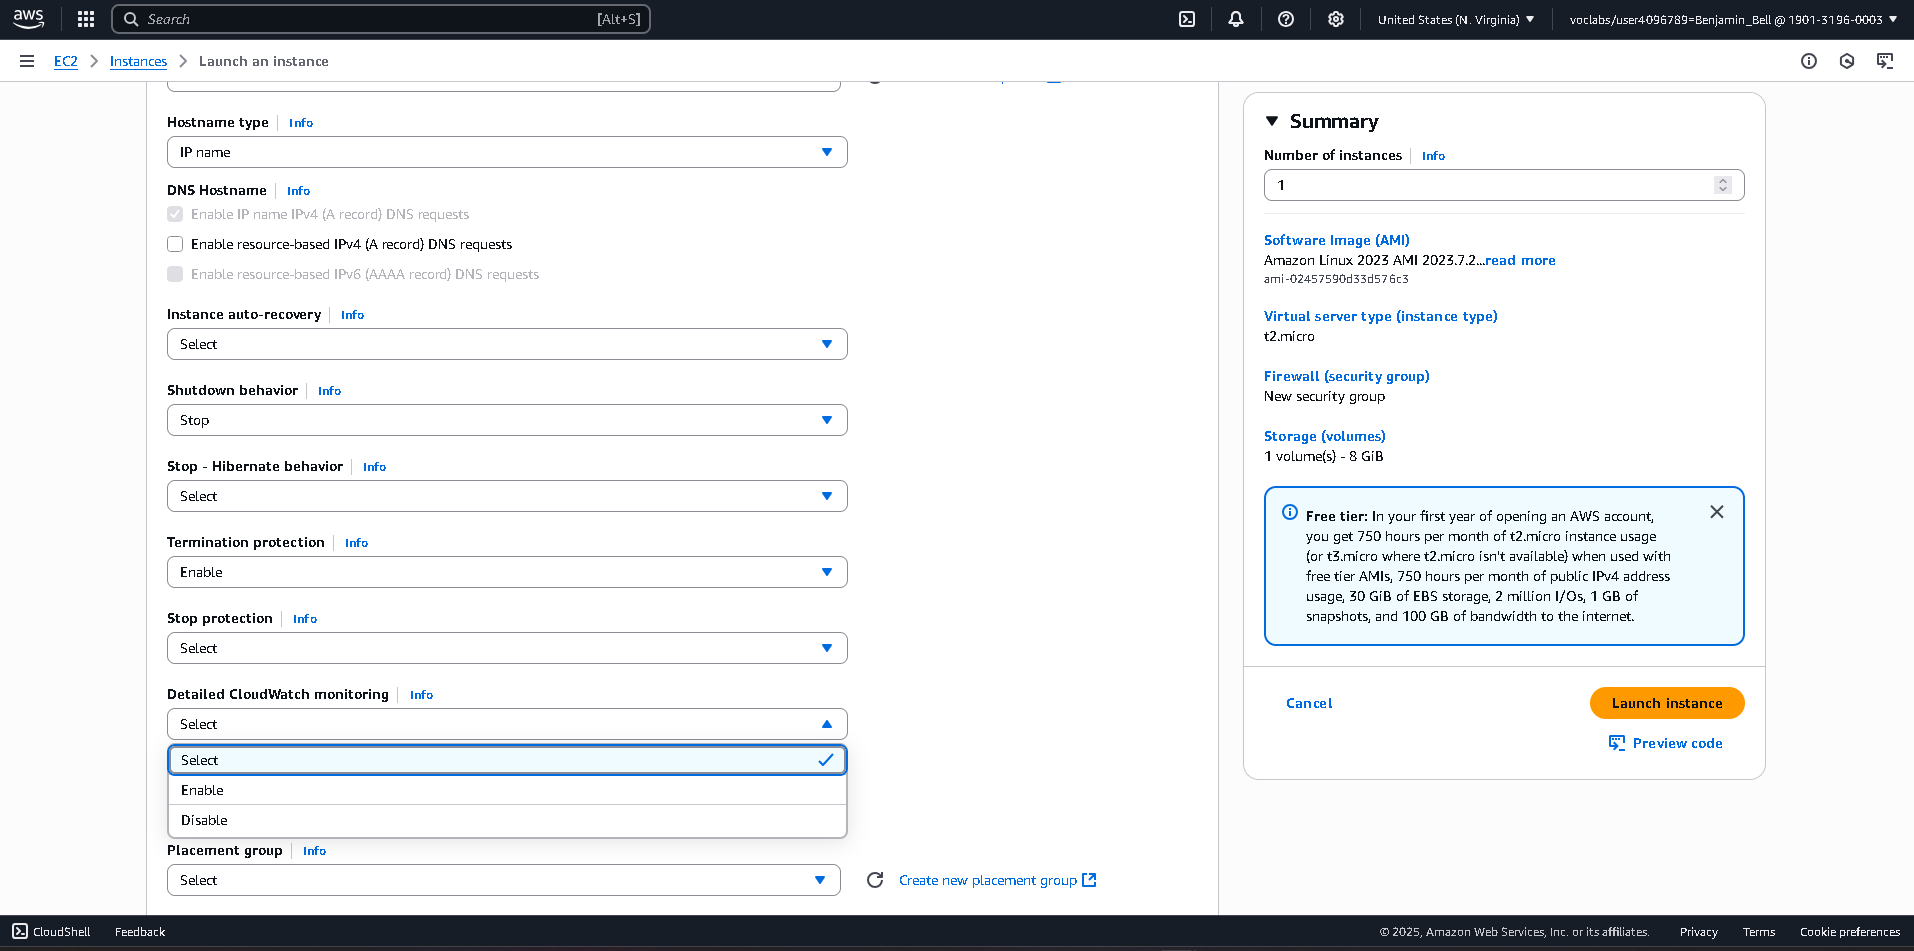 aws
Search
[Alt+S]
United States (N. Virginia)
voclabs/user4096789=Benjamin_Bell @ 1901-3196-0003
EC2
Instances
Launch an instance
Hostname type
Info
IP name
DNS Hostname
Info
Enable IP name IPv4 (A record) DNS requests
Enable resource-based IPv4 (A record) DNS requests
Enable resource-based IPv6 (AAAA record) DNS requests
Instance auto-recovery
Info
Select
Shutdown behavior
Info
Stop
Stop - Hibernate behavior
Info
Select
Termination protection
Info
Enable
Stop protection
Info
Select
Detailed CloudWatch monitoring
Info
Select
Select
Enable
Disable
Placement group
Info
Select
Create new placement group
Summary
Number of instances
Info
1
Software Image (AMI)
Amazon Linux 2023 AMI 2023.7.2...read more
ami-02457590d33d576c3
Virtual server type (instance type)
t2.micro
Firewall (security group)
New security group
Storage (volumes)
1 volume(s) - 8 GiB
Free tier: In your first year of opening an AWS account,
you get 750 hours per month of t2.micro instance usage
(or t3.micro where t2.micro isn't available) when used with
free tier AMIs, 750 hours per month of public IPv4 address
usage, 30 GiB of EBS storage, 2 million I/Os, 1 GB of
snapshots, and 100 GB of bandwidth to the internet.
Cancel
Launch instance
Preview code
CloudShell
Feedback
© 2025, Amazon Web Services, Inc. or its affiliates.
Privacy
Terms
Cookie preferences